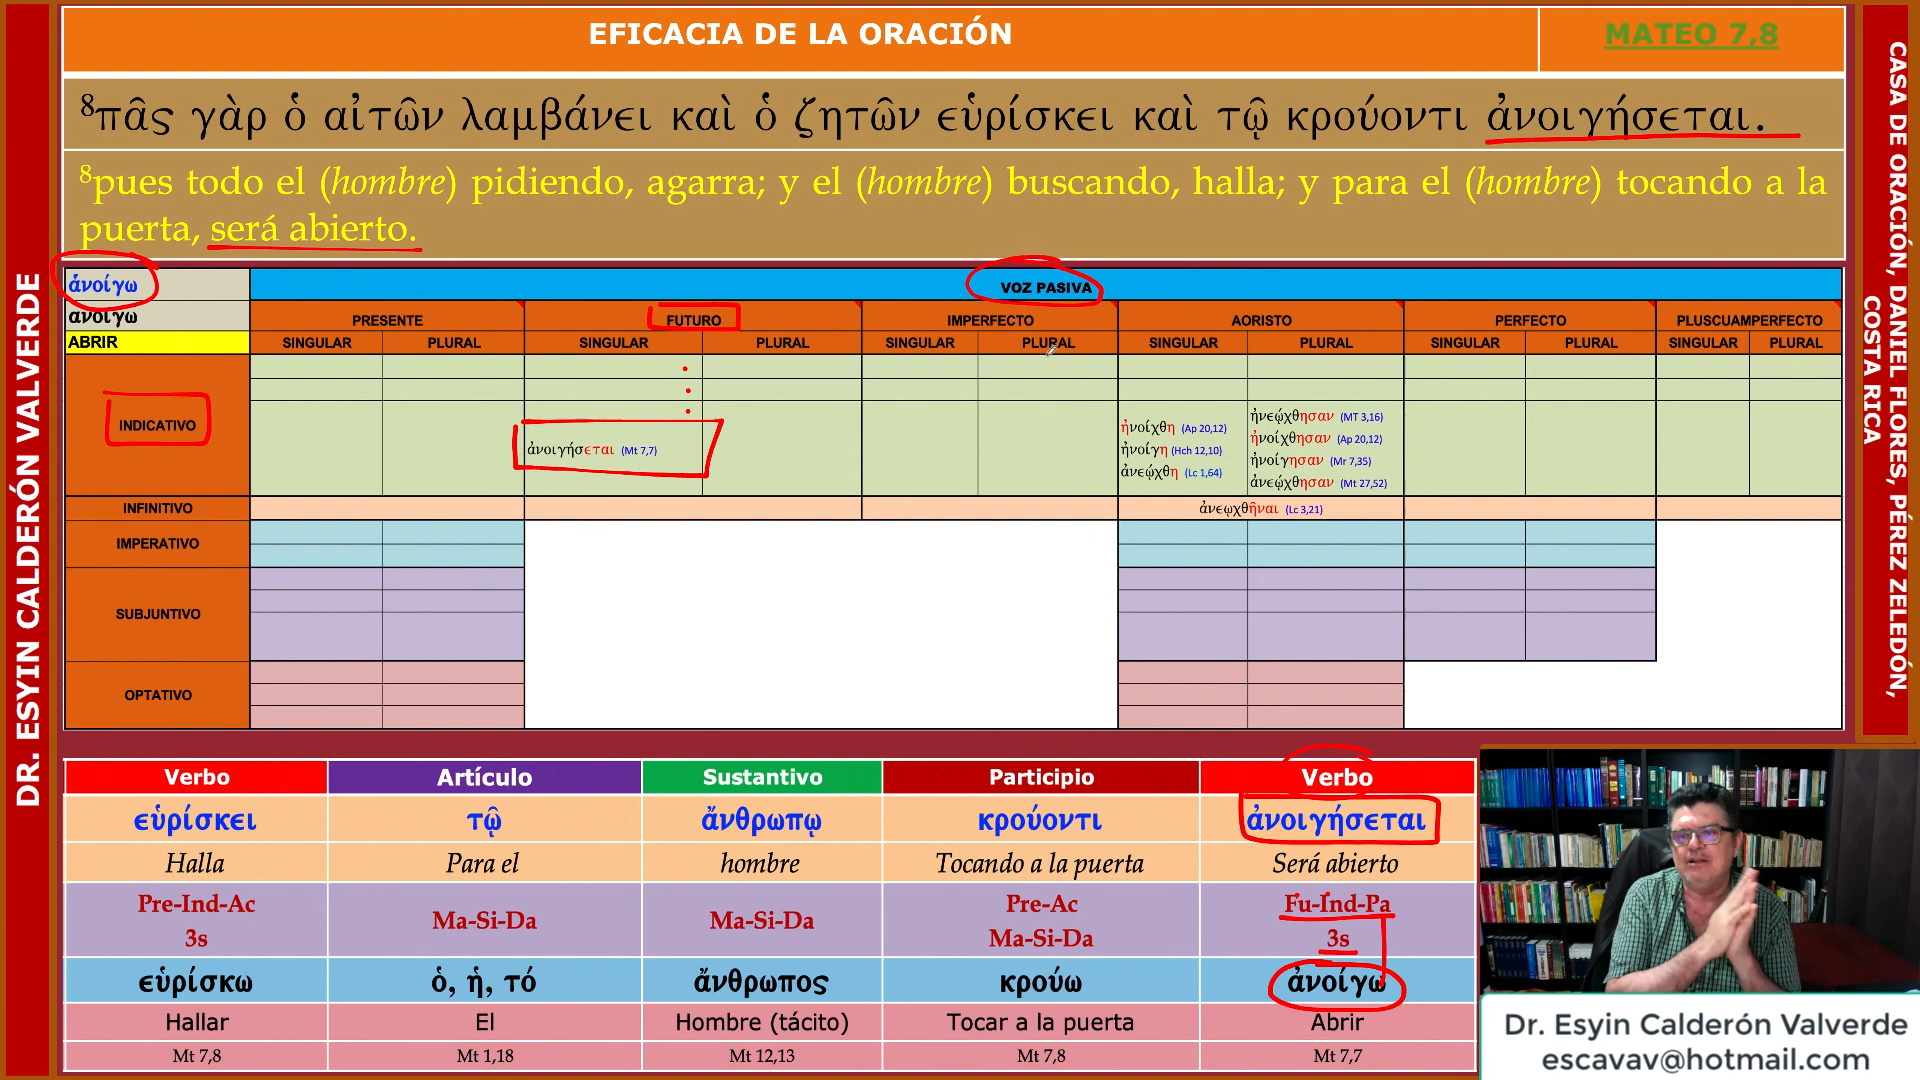 EFICACIA DE LA ORACIÓN
MATEO 7,8
⁸πᾶς γὰρ ὁ αἰτῶν λαμβάνει καὶ ὁ ζητῶν εὑρίσκει καὶ τῷ κρούοντι ἀνοιγήσεται.
⁸pues todo el (hombre) pidiendo, agarra; y el (hombre) buscando, halla; y para el (hombre) tocando a la
puerta, será abierto.
ἀνοίγω
VOZ PASIVA
ανοιγω
PRESENTE FUTURO IMPERFECTO AORISTO PERFECTO PLUSCUAMPERFECTO
ABRIR SINGULAR PLURAL SINGULAR PLURAL SINGULAR PLURAL SINGULAR PLURAL SINGULAR PLURAL SINGULAR PLURAL
INDICATIVO
ἀνοιγήσεται (Mt 7,7)
ἠνοίχθη (Ap 20,12)
ἠνοίγη (Hch 12,10)
ἀνεῴχθη (Lc 1,64)
ἠνεῴχθησαν (MT 3,16)
ἠνοίχθησαν (Ap 20,12)
ἠνοίγησαν (Mr 7,35)
ἀνεῴχθησαν (Mt 27,52)
INFINITIVO ἀνεῳχθῆναι (Lc 3,21)
IMPERATIVO
SUBJUNTIVO
OPTATIVO
Verbo Artículo Sustantivo Participio Verbo
εὑρίσκει τῷ ἄνθρωπῳ κρούοντι ἀνοιγήσεται
Halla Para el hombre Tocando a la puerta Será abierto
Pre-Ind-Ac Ma-Si-Da Ma-Si-Da Pre-Ac Fu-Ind-Pa
3s Ma-Si-Da 3s
εὑρίσκω ὁ, ἡ, τό ἄνθρωπος κρούω ἀνοίγω
Hallar El Hombre (tácito) Tocar a la puerta Abrir
Mt 7,8 Mt 1,18 Mt 12,13 Mt 7,8 Mt 7,7
DR. ESYIN CALDERÓN VALVERDE
CASA DE ORACIÓN, DANIEL FLORES, PÉREZ ZELEDÓN,
COSTA RICA
Dr. Esyin Calderón Valverde
escavav@hotmail.com